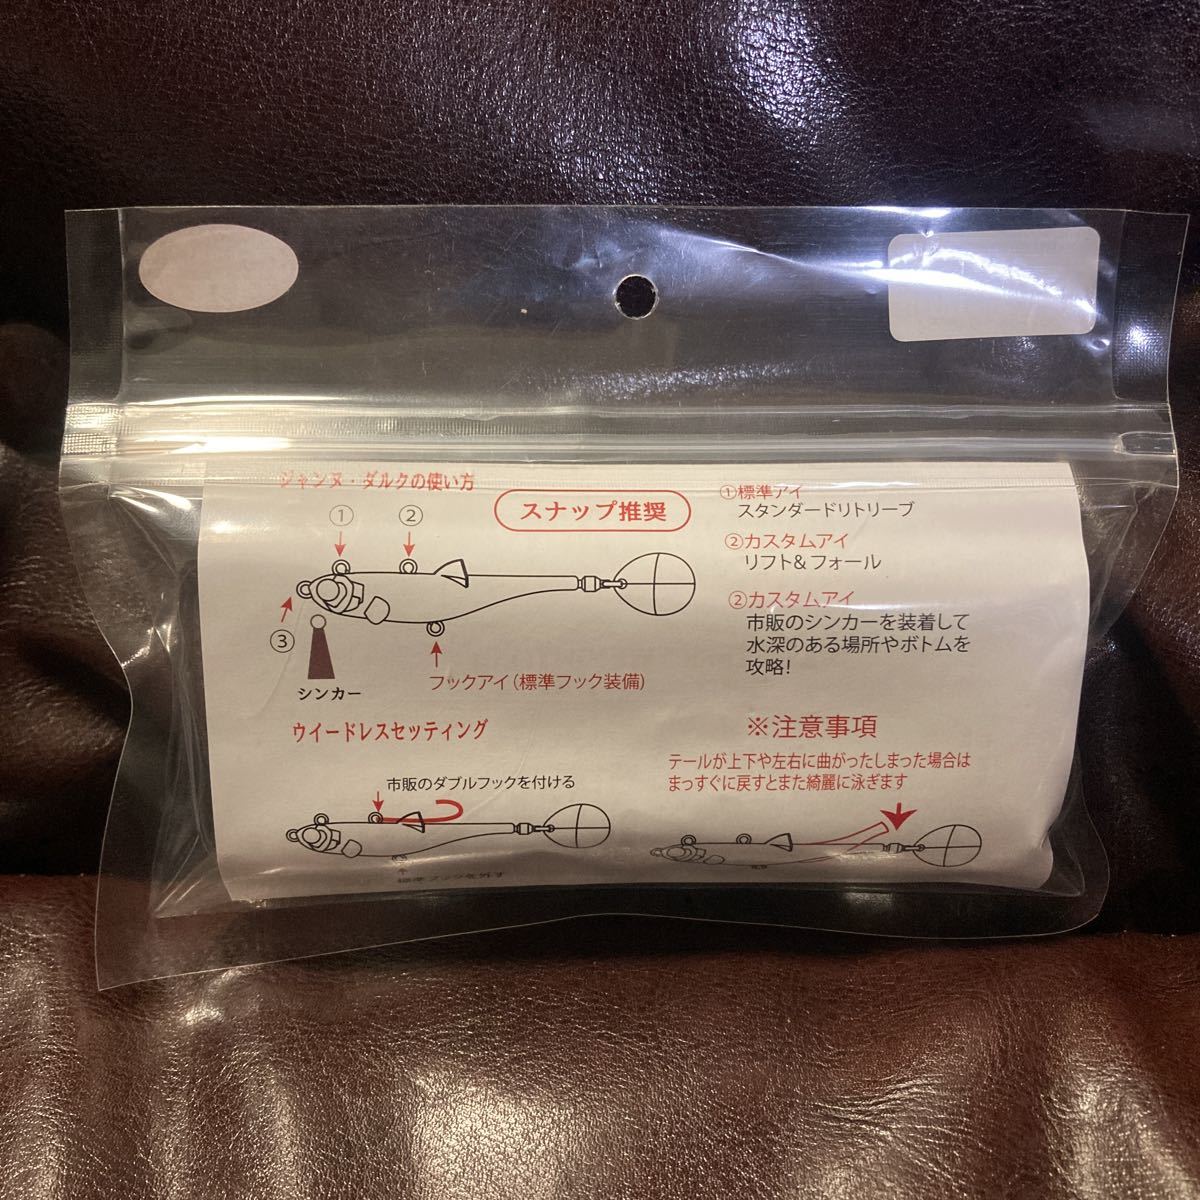 ジャンヌ・ダルクの使い方
スナップ推奨
①
②
③
シンカー
フックアイ(標準フック装備)
①標準アイ
スタンダードリトリーブ
②カスタムアイ
リフト&フォール
②カスタムアイ
市販のシンカーを装着して
水深のある場所やボトムを
攻略!
ウイードレスセッティング
市販のダブルフックを付ける
標準フックを外す
※注意事項
テールが上下や左右に曲がったしまった場合は
まっすぐに戻すとまた綺麗に泳ぎます